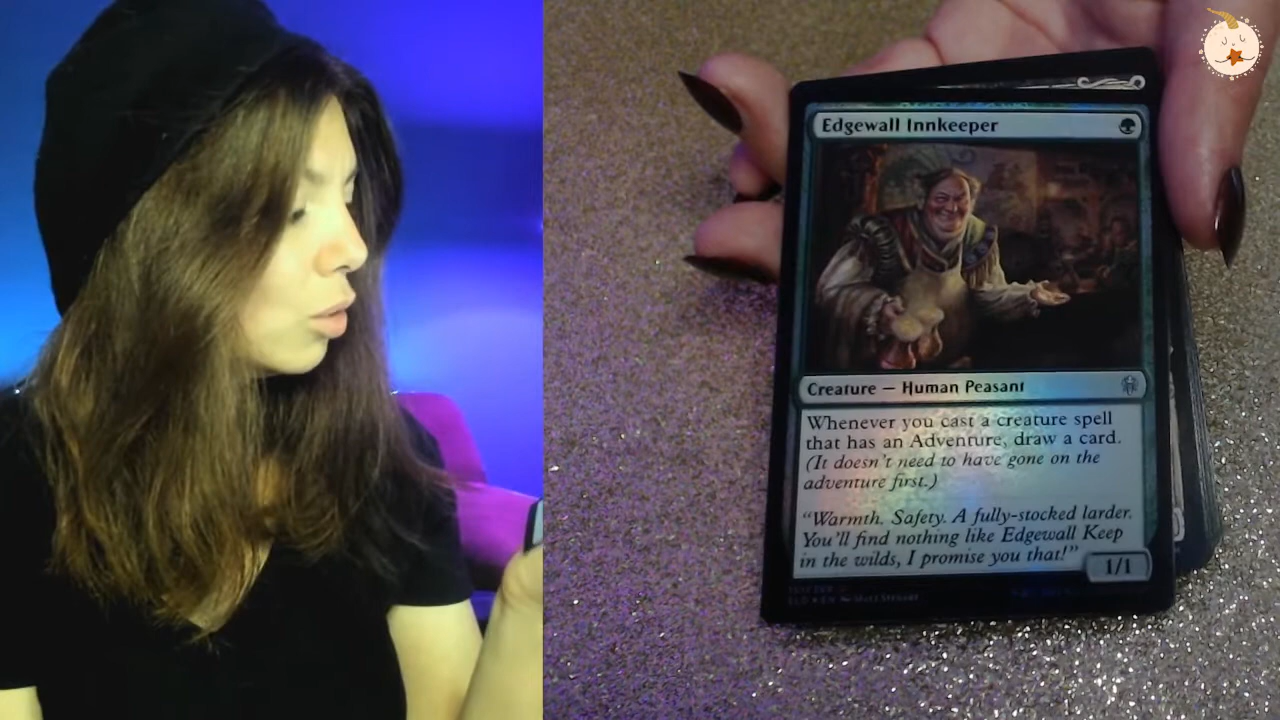 Edgewall Innkeeper
Creature — Human Peasant
Whenever you cast a creature spell
that has an Adventure, draw a card.
(It doesn't need to have gone on the
adventure first.)
"Warmth. Safety. A fully-stocked larder.
You'll find nothing like Edgewall Keep
in the wilds, I promise you that!"
1/1